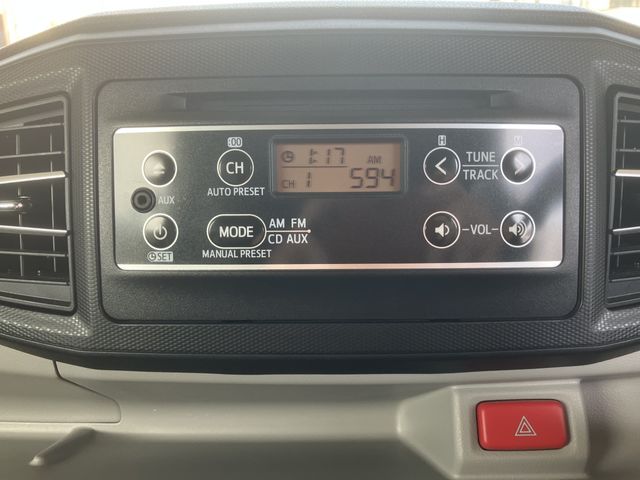 :00
1:17 AM
CH 1 594
CH
AUTO PRESET
AUX
MODE
AM FM
CD AUX
MANUAL PRESET
SET
H M
TUNE
TRACK
VOL